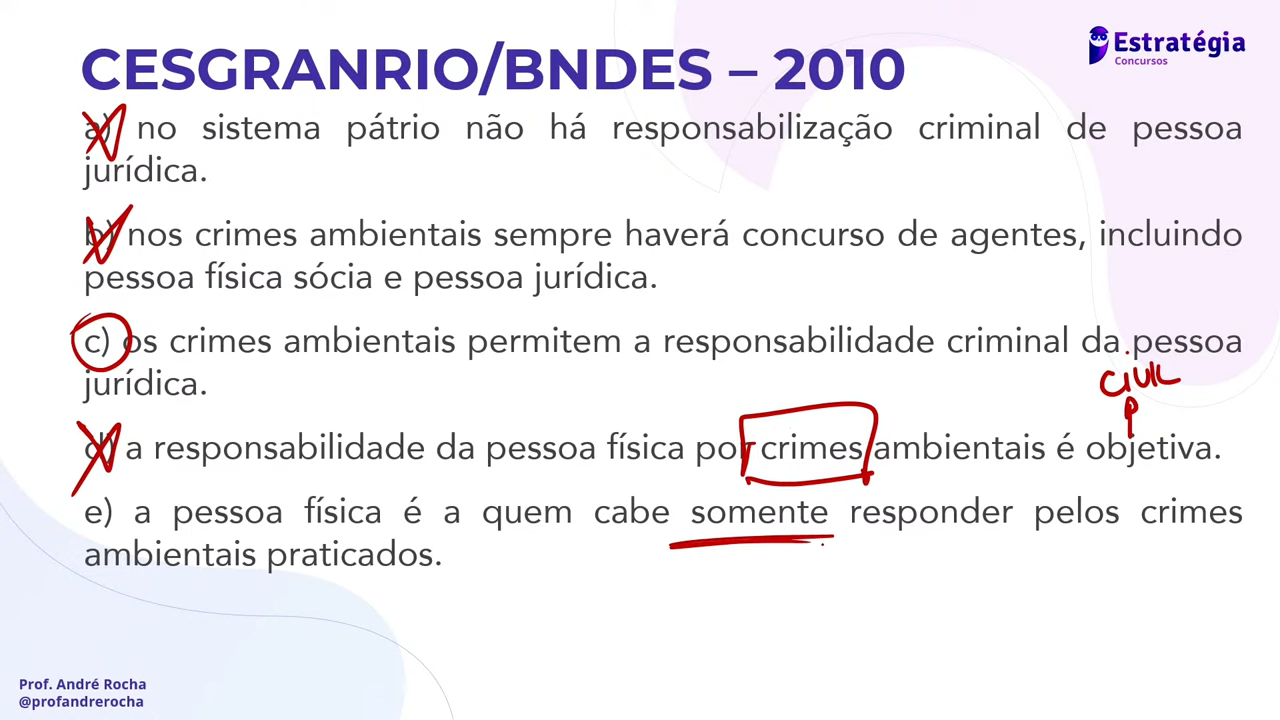 CESGRANRIO/BNDES – 2010
Estratégia
Concursos
a) no sistema pátrio não há responsabilização criminal de pessoa
jurídica.
b) nos crimes ambientais sempre haverá concurso de agentes, incluindo
pessoa física sócia e pessoa jurídica.
c) os crimes ambientais permitem a responsabilidade criminal da pessoa
jurídica.
CIVIL
d) a responsabilidade da pessoa física por crimes ambientais é objetiva.
e) a pessoa física é a quem cabe somente responder pelos crimes
ambientais praticados.
Prof. André Rocha
@profandrerocha